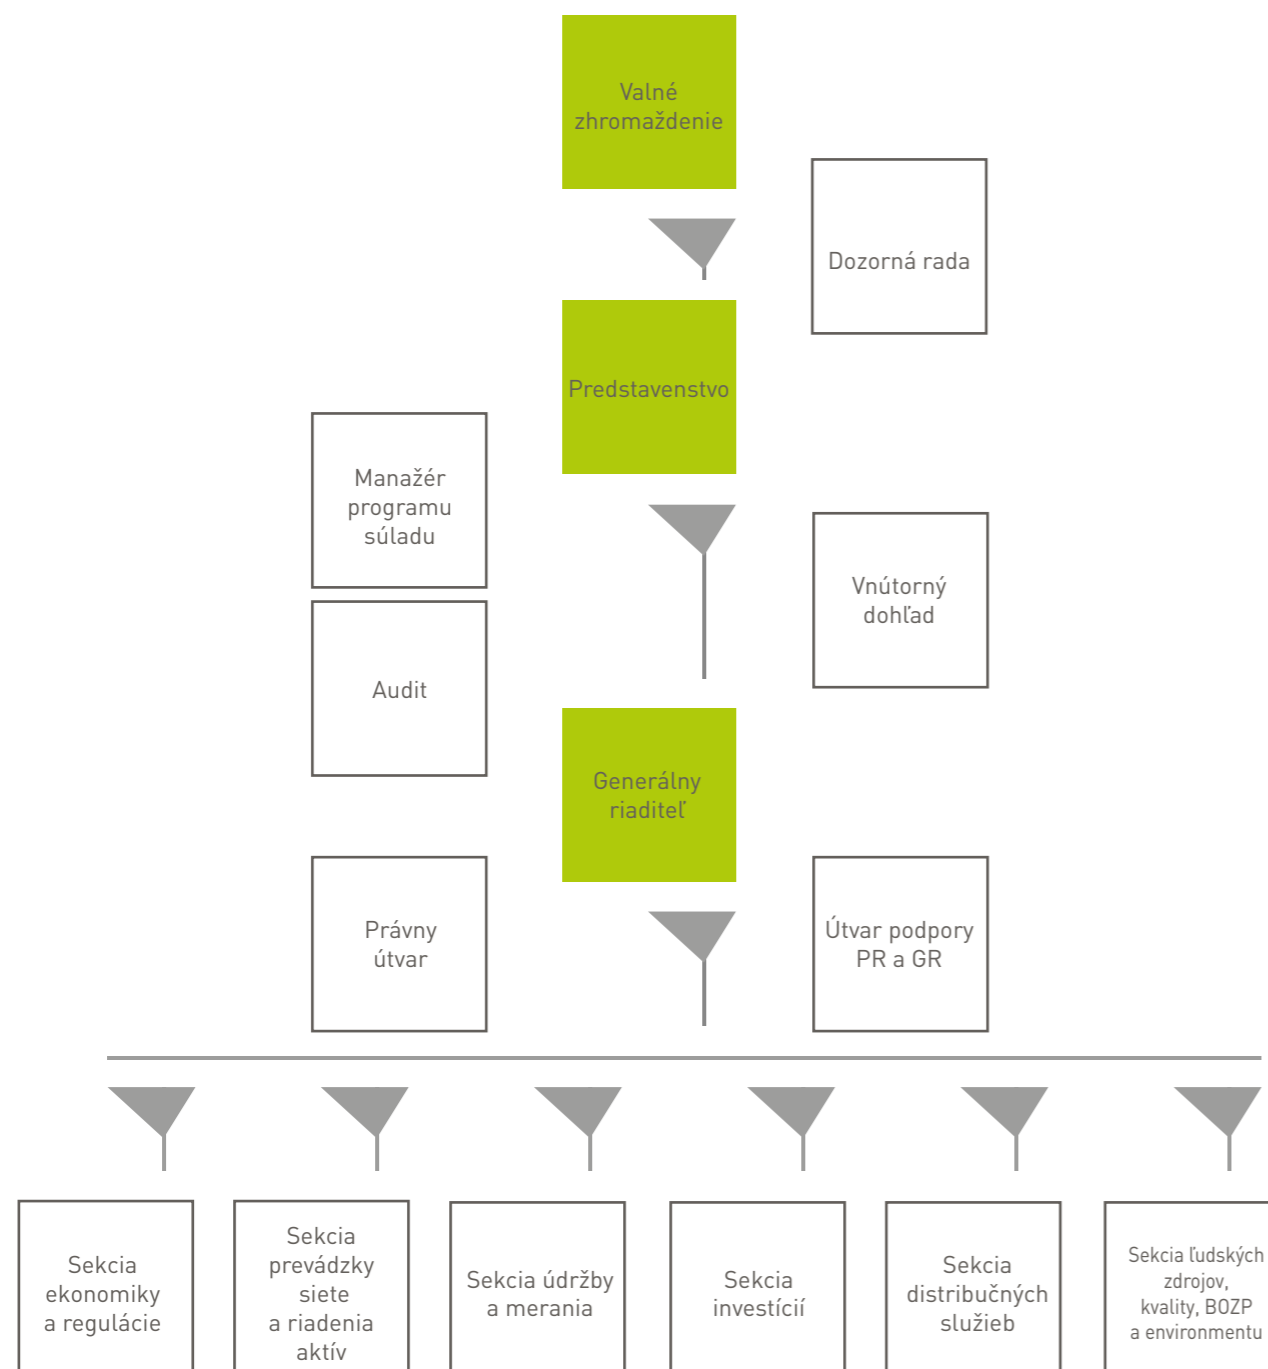 Valné
zhromaždenie
Dozorná rada
Predstavenstvo
Manažér
programu
súladu
Vnútorný
dohľad
Audit
Generálny
riaditeľ
Právny
útvar
Útvar podpory
PR a GR
Sekcia
ekonomiky
a regulácie
Sekcia
prevádzky
siete
a riadenia
aktív
Sekcia údržby
a merania
Sekcia
investícií
Sekcia
distribučných
služieb
Sekcia ľudských
zdrojov,
kvality, BOZP
a environmentu